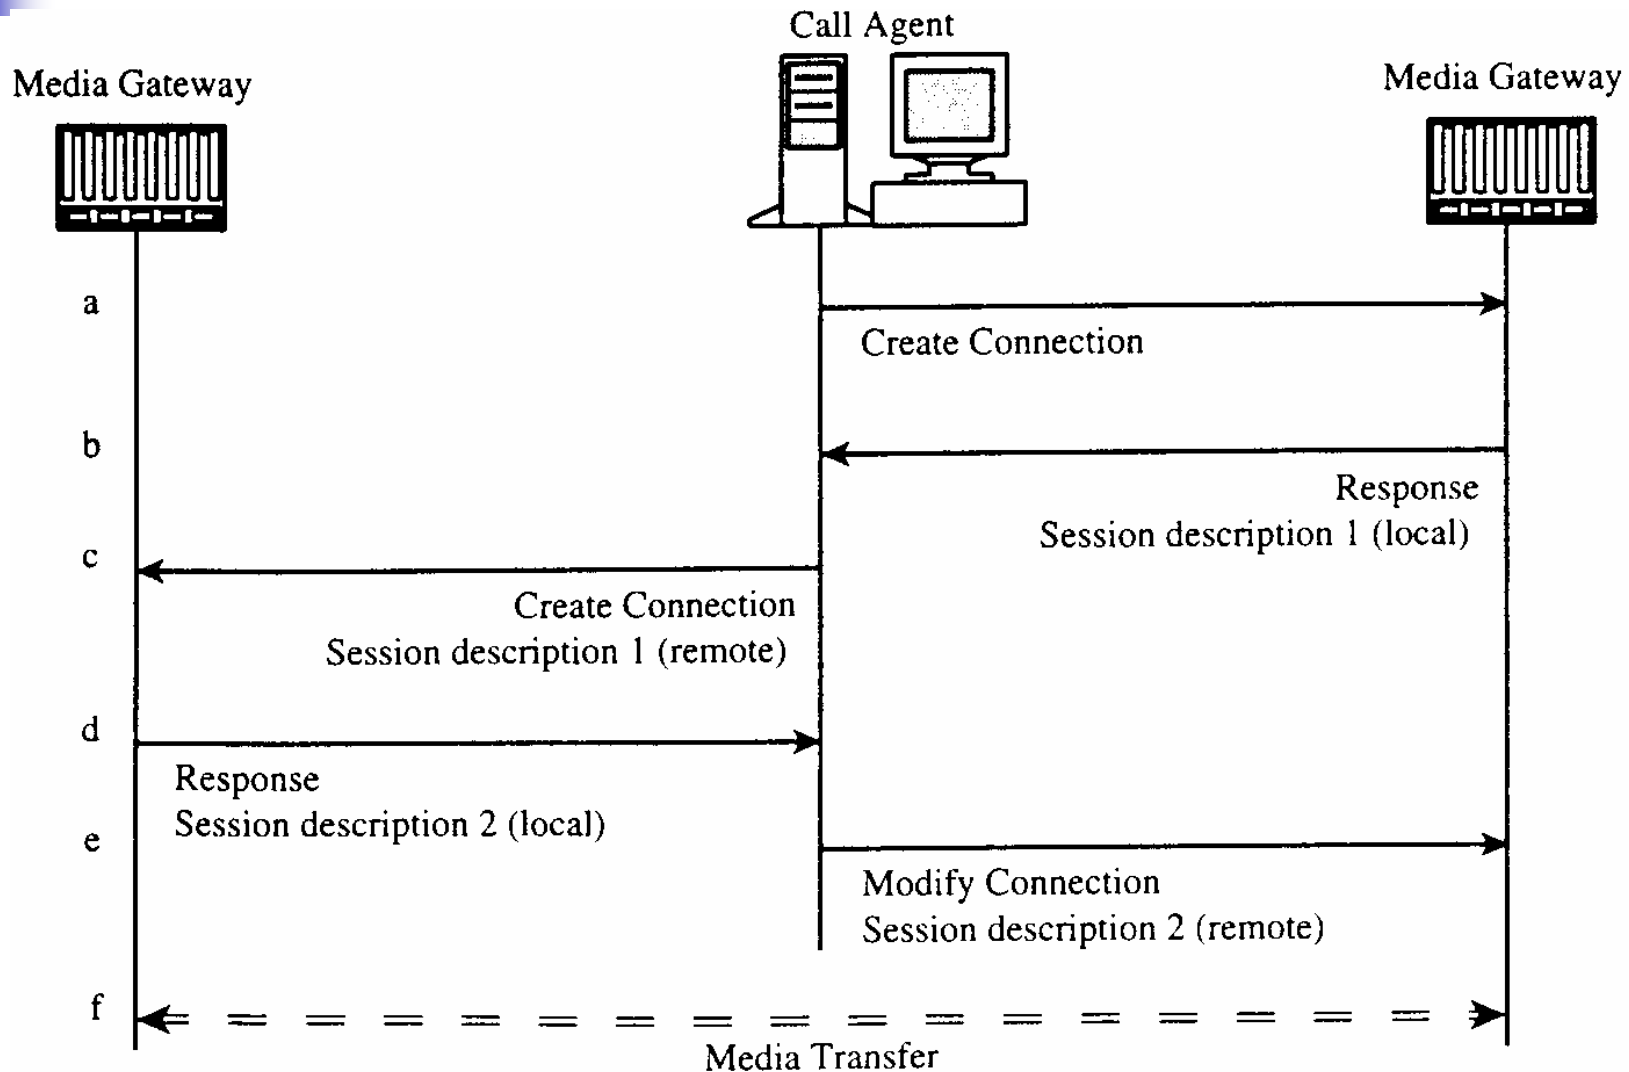 Call Agent
Media Gateway
Media Gateway
a
Create Connection
b
Response
Session description 1 (local)
c
Create Connection
Session description 1 (remote)
d
Response
Session description 2 (local)
e
Modify Connection
Session description 2 (remote)
f
Media Transfer